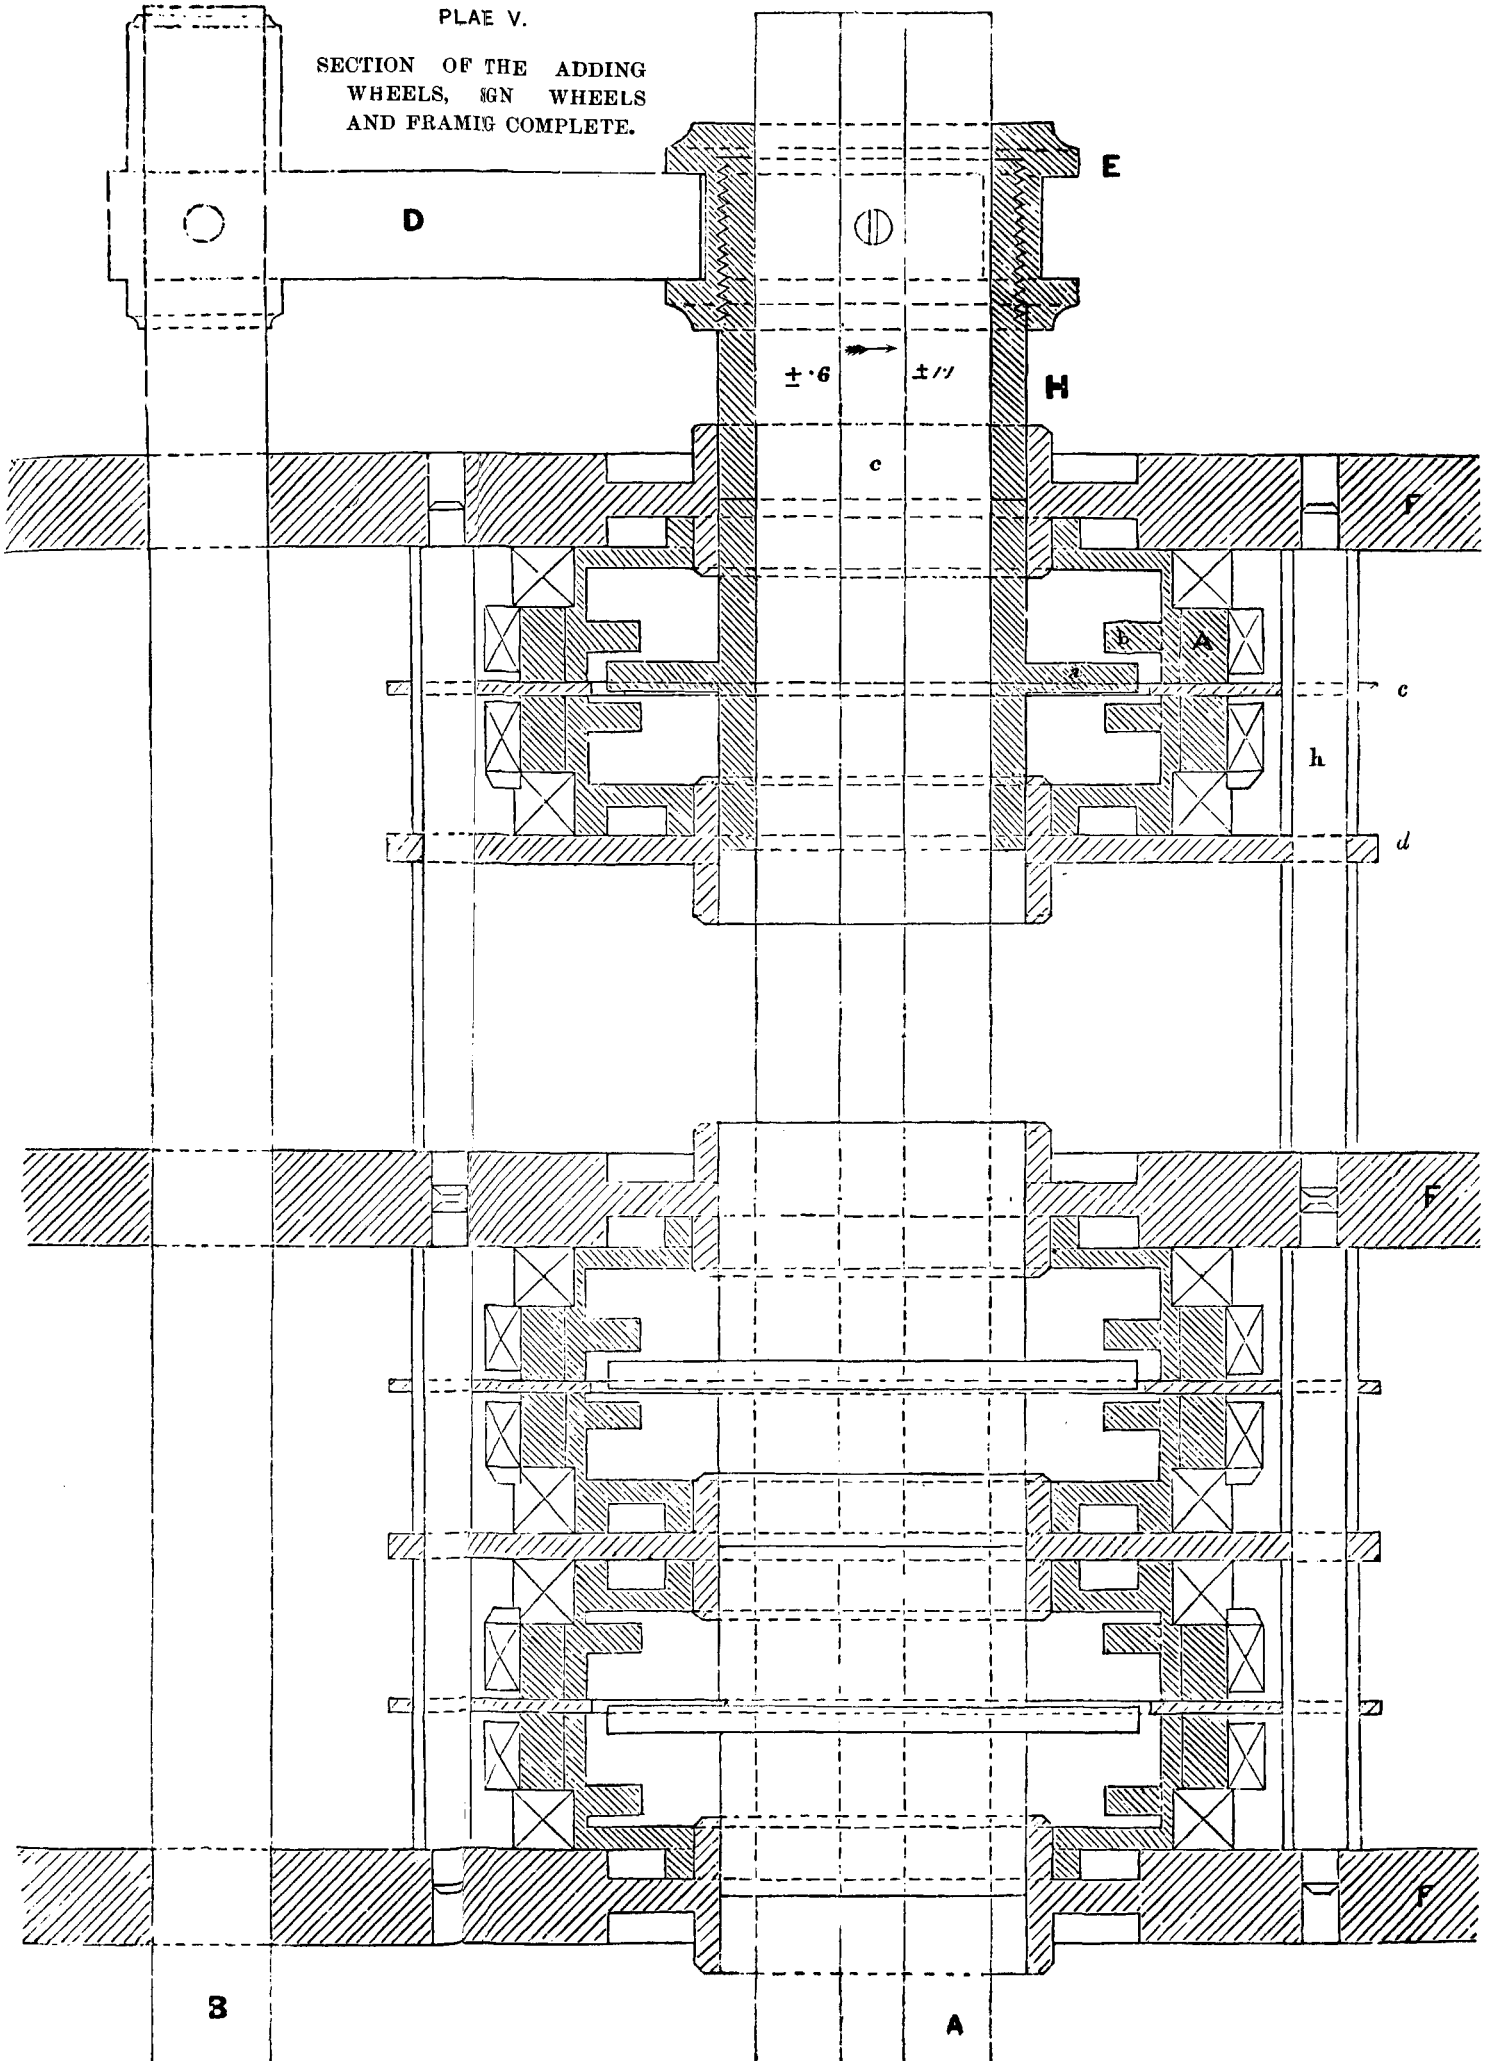 PLAE V.
SECTION OF THE ADDING
WHEELS, SGN WHEELS
AND FRAMIG COMPLETE.
E
D
± ·6
H
c
F
b
A
a
c
h
d
F
F
B
A